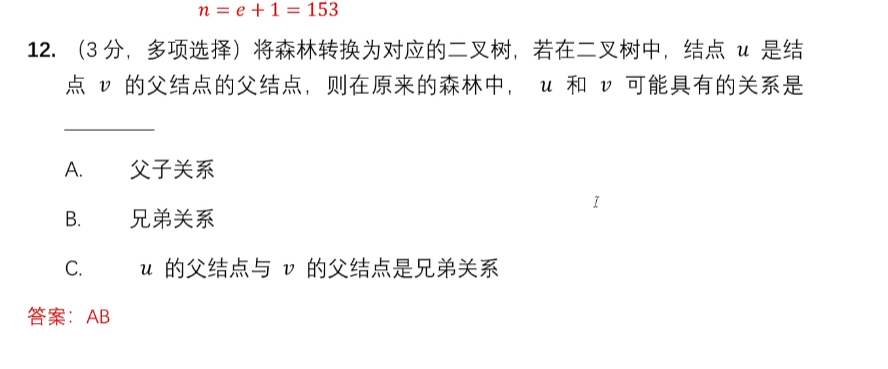 n = e + 1 = 153
12. （3 分，多项选择）将森林转换为对应的二叉树，若在二叉树中，结点 u 是结
点 v 的父结点的父结点，则在原来的森林中， u 和 v 可能具有的关系是
________
A. 父子关系
B. 兄弟关系
C. u 的父结点与 v 的父结点是兄弟关系
答案：AB